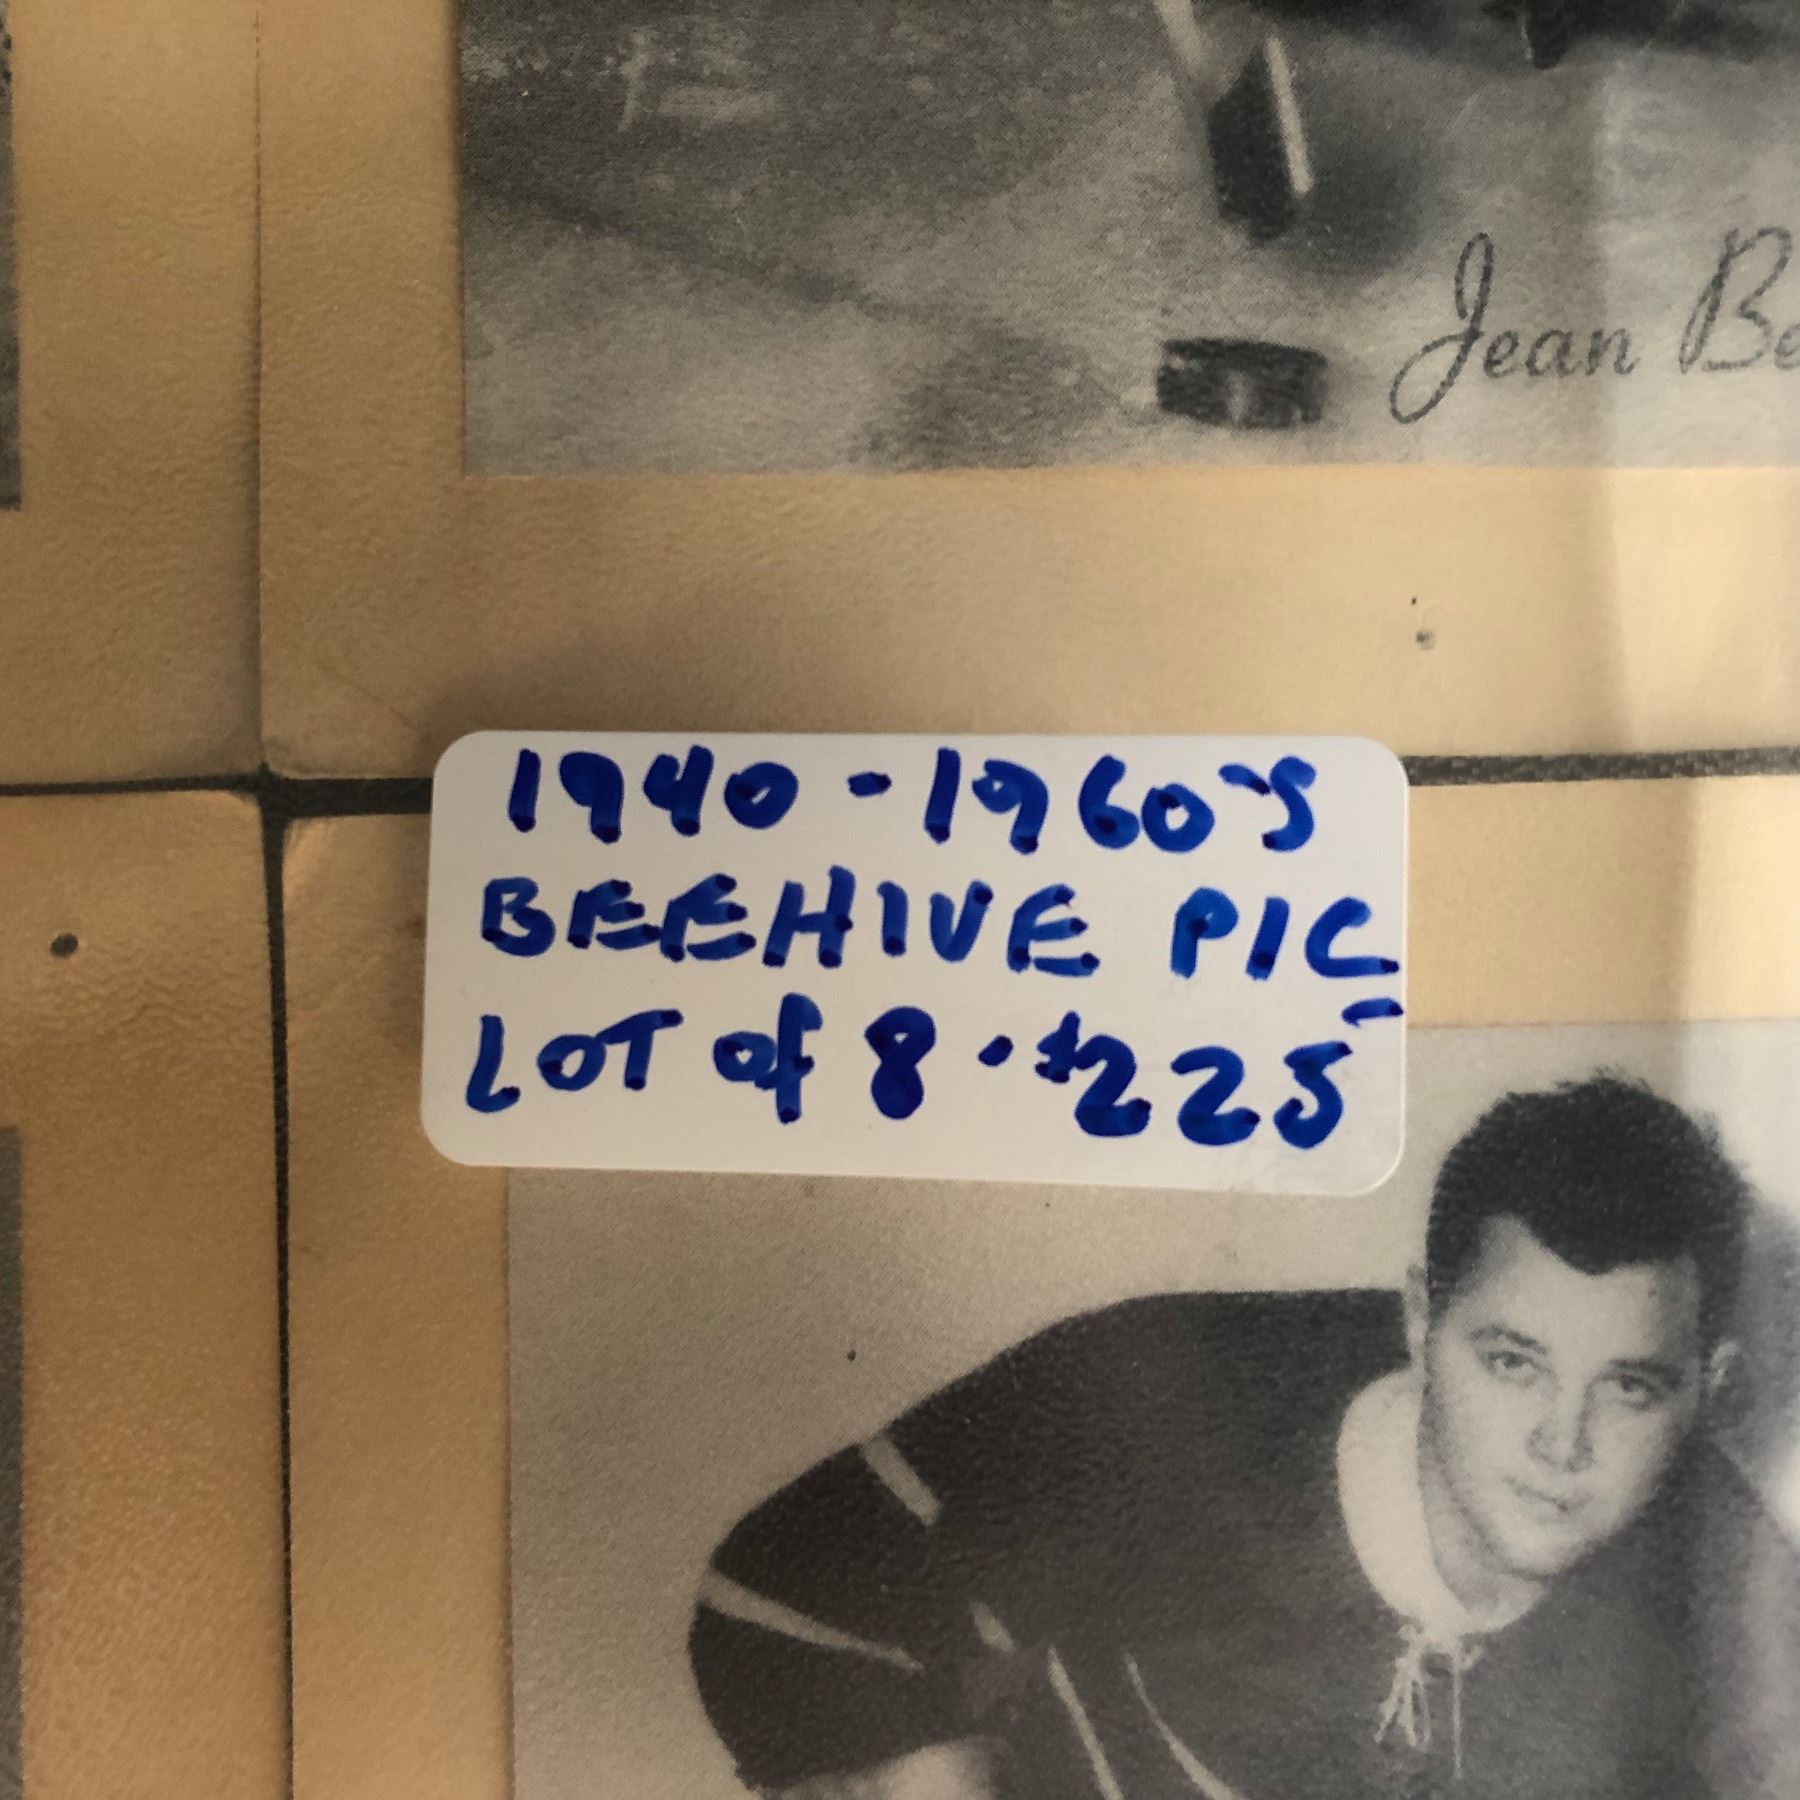 Jean Be
1940-1960's
BEEHIVE PIC
LOT of 8 • $225